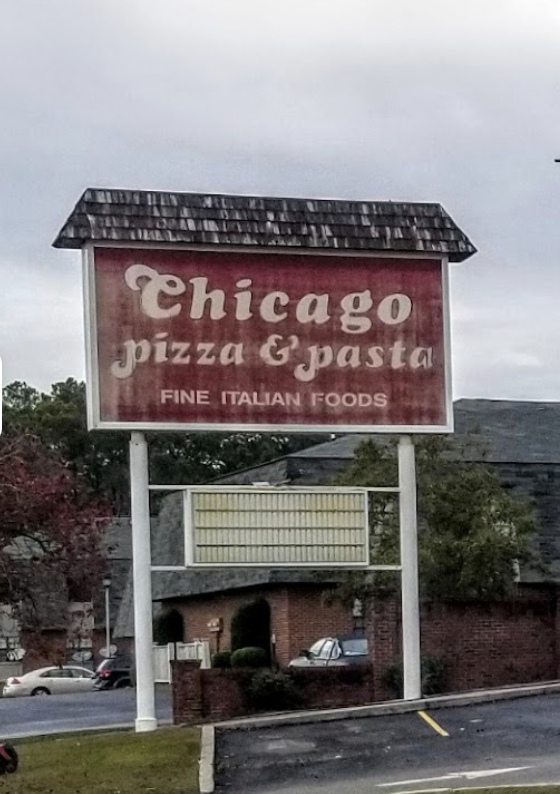 Chicago
pizza & pasta
FINE ITALIAN FOODS